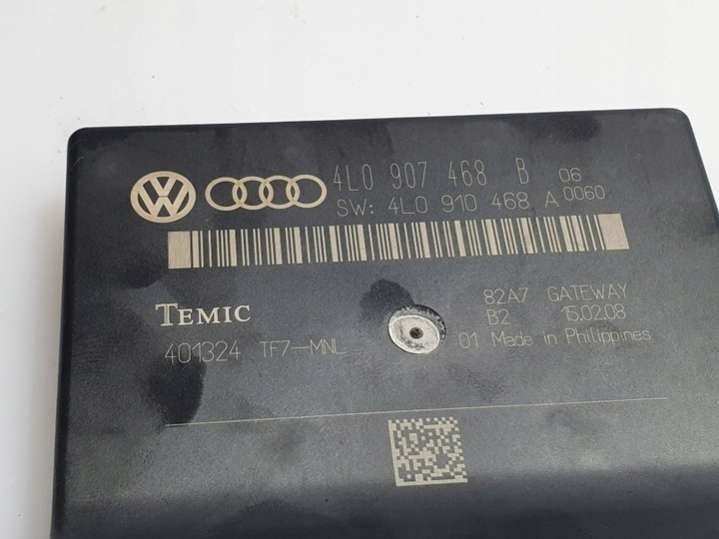 4L0 907 468 B 06
SW: 4L0 910 468 A 0060
TEMIC
82A7 GATEWAY
B2 15.02.08
401324 TF7-MNL
01 Made in Philippines